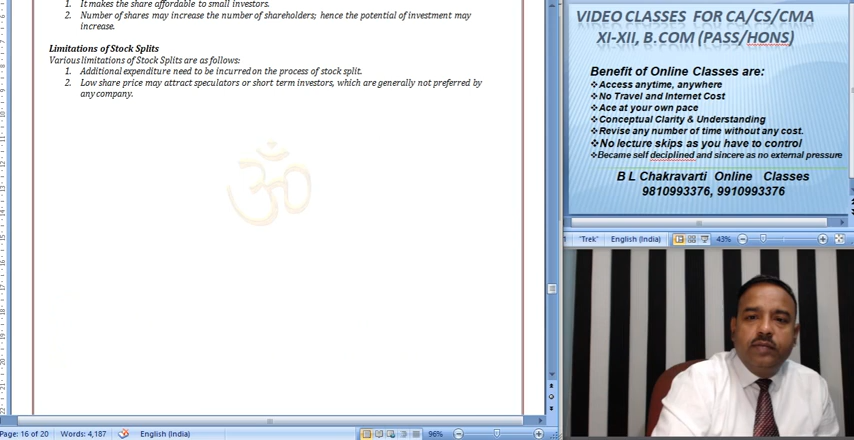 1. It makes the share affordable to small investors.
2. Number of shares may increase the number of shareholders; hence the potential of investment may
increase.
Limitations of Stock Splits
Various limitations of Stock Splits are as follows:
1. Additional expenditure need to be incurred on the process of stock split.
2. Low share price may attract speculators or short term investors, which are generally not preferred by
any company.
ॐ
Page: 16 of 20 Words: 4,187 English (India) 96%
VIDEO CLASSES FOR CA/CS/CMA
XI-XII, B.COM (PASS/HONS)
Benefit of Online Classes are:
❖Access anytime, anywhere
❖No Travel and Internet Cost
❖Ace at your own pace
❖Conceptual Clarity & Understanding
❖Revise any number of time without any cost.
❖No lecture skips as you have to control
❖Became self deciplined and sincere as no external pressure
B L Chakravarti Online Classes
9810993376, 9910993376
"Trek" English (India) 43%